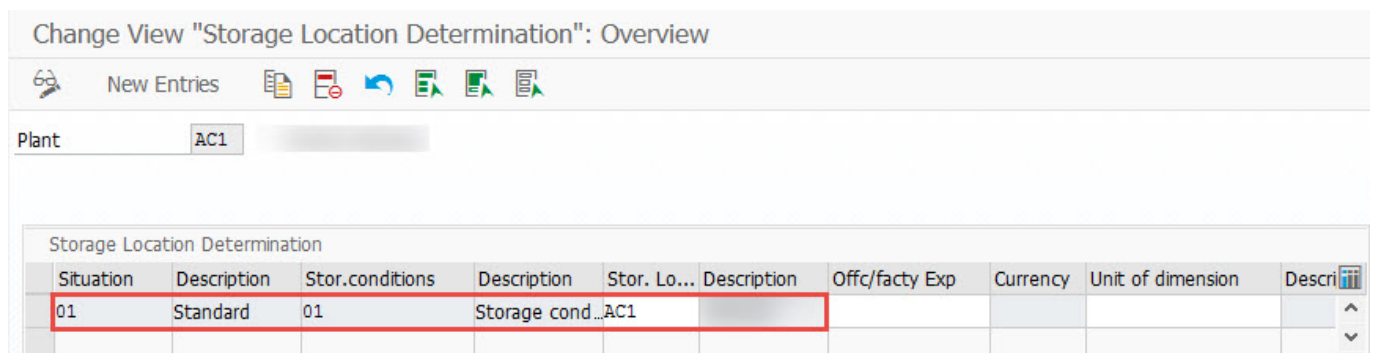 Change View "Storage Location Determination": Overview
New Entries
Plant AC1
Storage Location Determination
Situation Description Stor.conditions Description Stor. Lo... Description Offc/facty Exp Currency Unit of dimension Descri
01 Standard 01 Storage cond...AC1